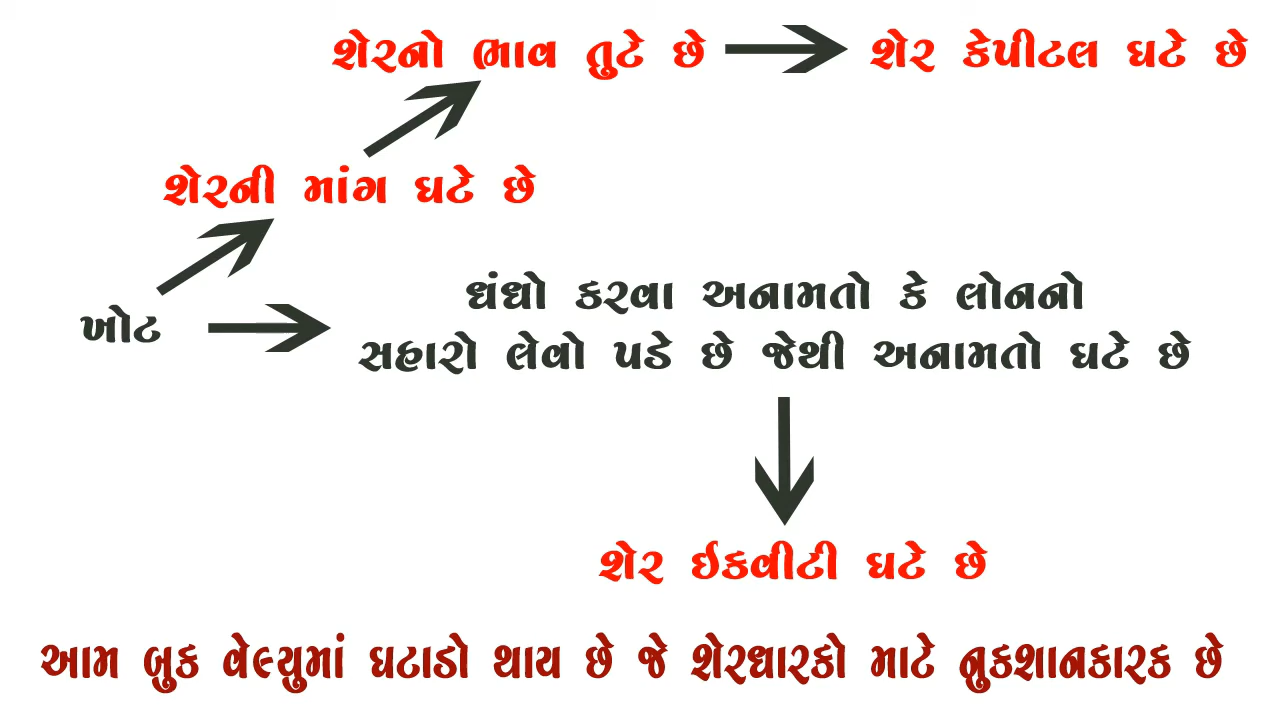 શેરનો ભાવ તુટે છે
શેર કેપીટલ ઘટે છે
શેરની માંગ ઘટે છે
ખોટ
ધંધો કરવા અનામતો કે લોનનો
સહારો લેવો પડે છે જેથી અનામતો ઘટે છે
શેર ઈકવીટી ઘટે છે
આમ બુક વેલ્યુમાં ઘટાડો થાય છે જે શેરધારકો માટે નુકશાનકારક છે